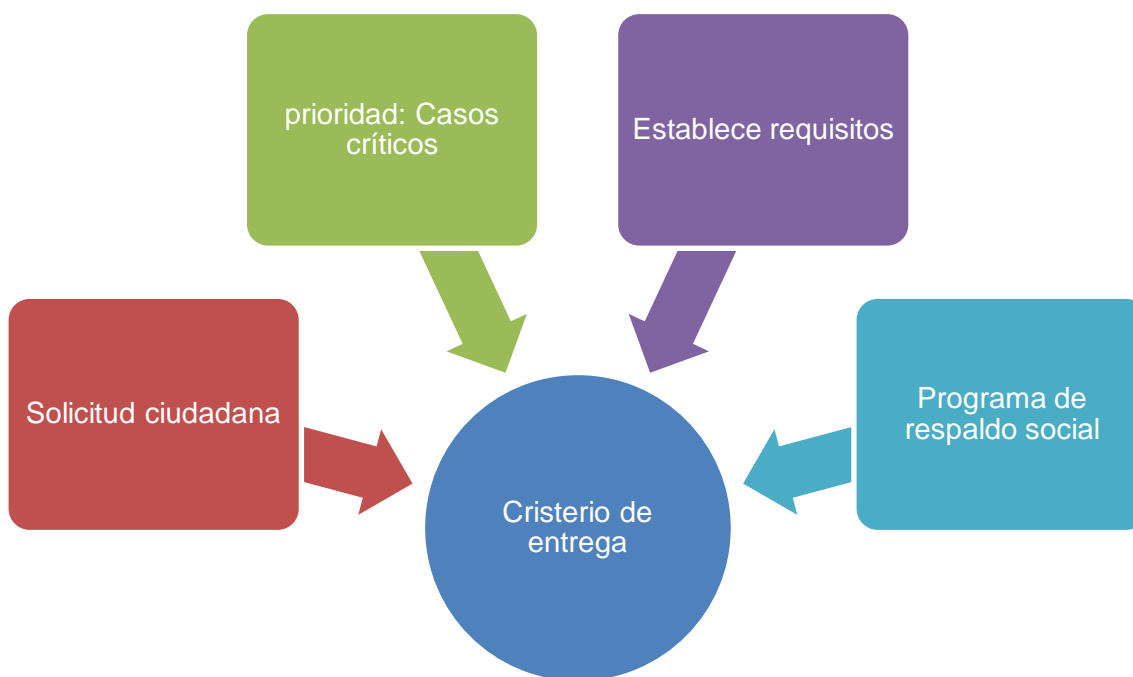 prioridad: Casos
críticos
Establece requisitos
Solicitud ciudadana
Programa de
respaldo social
Cristerio de
entrega